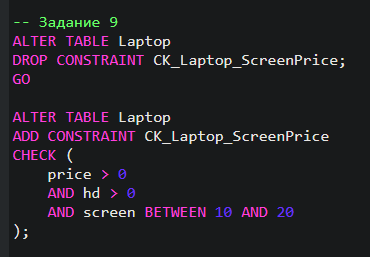 -- Задание 9
ALTER TABLE Laptop
DROP CONSTRAINT CK_Laptop_ScreenPrice;
GO
ALTER TABLE Laptop
ADD CONSTRAINT CK_Laptop_ScreenPrice
CHECK (
    price > 0
    AND hd > 0
    AND screen BETWEEN 10 AND 20
);